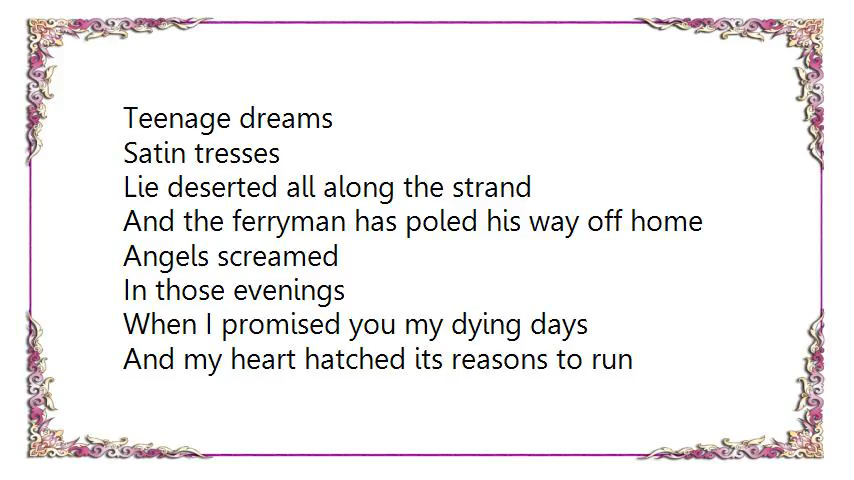 Teenage dreams
Satin tresses
Lie deserted all along the strand
And the ferryman has poled his way off home
Angels screamed
In those evenings
When I promised you my dying days
And my heart hatched its reasons to run